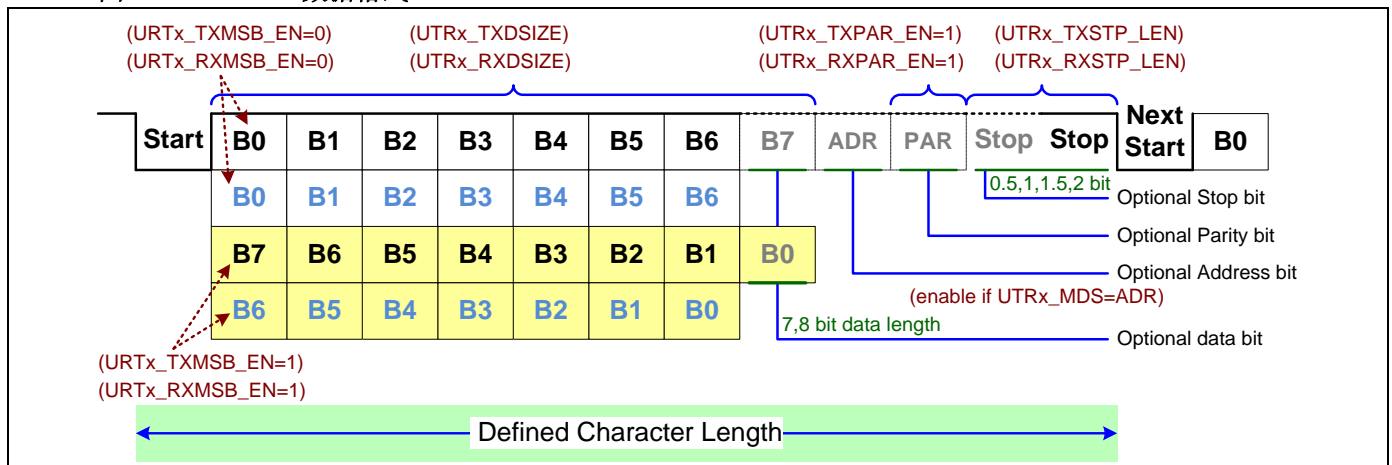 (URTx_TXMSB_EN=0) (UTRx_TXDSIZE) (UTRx_TXPAR_EN=1) (UTRx_TXSTP_LEN)
(URTx_RXMSB_EN=0) (UTRx_RXDSIZE) (UTRx_RXPAR_EN=1) (UTRx_RXSTP_LEN)
Start B0 B1 B2 B3 B4 B5 B6 B7 ADR PAR Stop Stop Next Start B0
B0 B1 B2 B3 B4 B5 B6
0.5,1,1.5,2 bit
Optional Stop bit
B7 B6 B5 B4 B3 B2 B1 B0
Optional Parity bit
Optional Address bit
(enable if UTRx_MDS=ADR)
B6 B5 B4 B3 B2 B1 B0
7,8 bit data length
Optional data bit
(URTx_TXMSB_EN=1)
(URTx_RXMSB_EN=1)
Defined Character Length